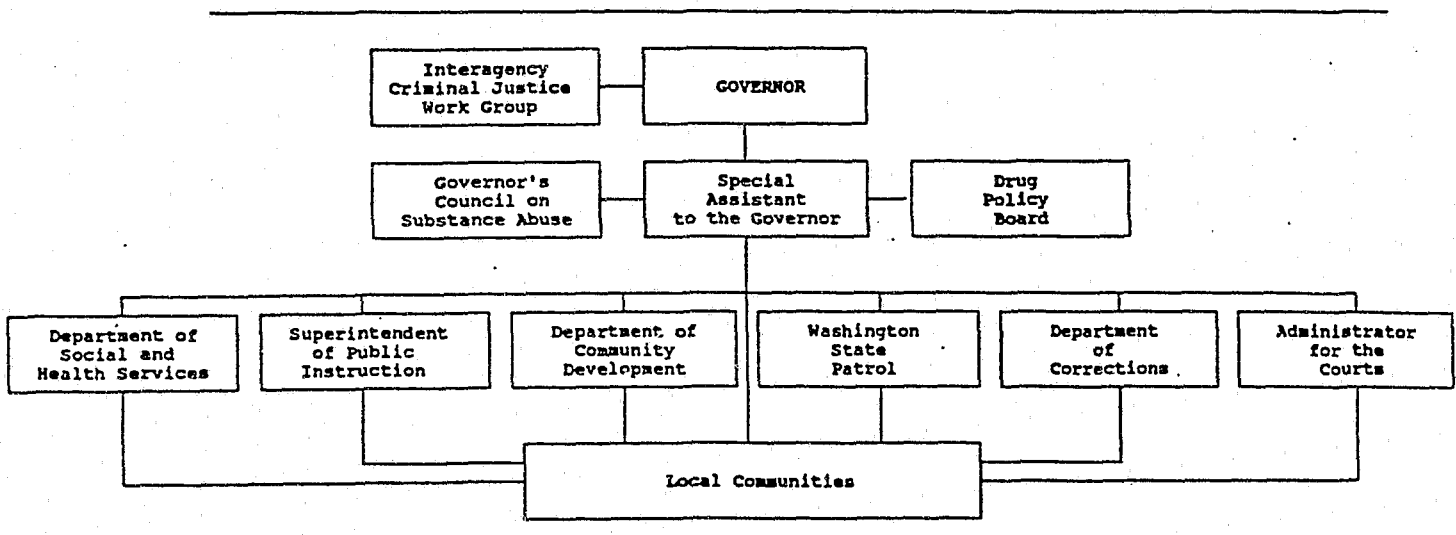 Interagency
Criminal Justice
Work Group
GOVERNOR
Governor's
Council on
Substance Abuse
Special
Assistant
to the Governor
Drug
Policy
Board
Department of
Social and
Health Services
Superintendent
of Public
Instruction
Department of
Community
Development
Washington
State
Patrol
Department
of
Corrections
Administrator
for the
Courts
Local Communities